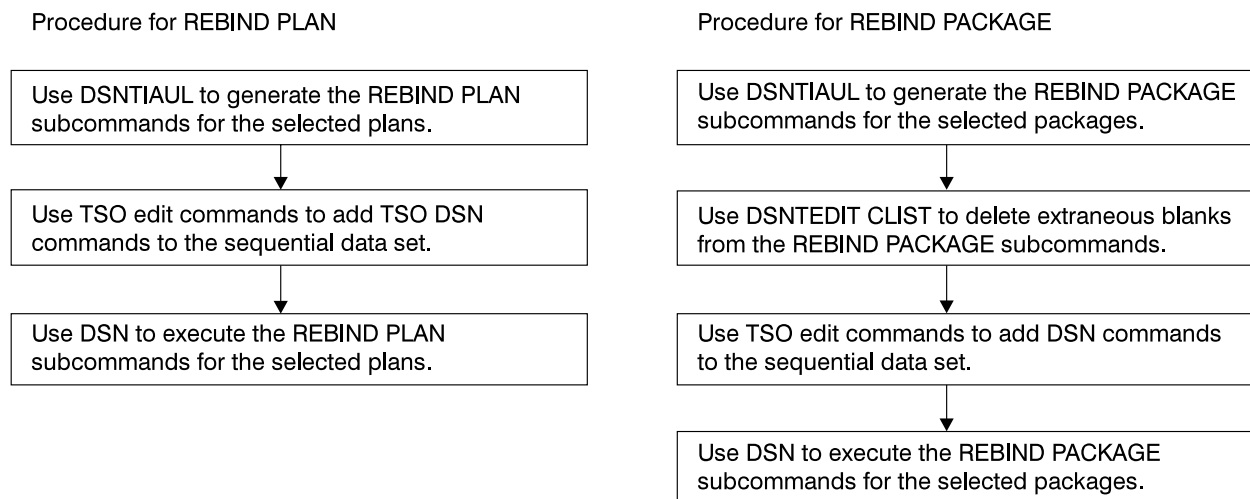 Procedure for REBIND PLAN
Use DSNTIAUL to generate the REBIND PLAN
subcommands for the selected plans.
Use TSO edit commands to add TSO DSN
commands to the sequential data set.
Use DSN to execute the REBIND PLAN
subcommands for the selected plans.
Procedure for REBIND PACKAGE
Use DSNTIAUL to generate the REBIND PACKAGE
subcommands for the selected packages.
Use DSNTEDIT CLIST to delete extraneous blanks
from the REBIND PACKAGE subcommands.
Use TSO edit commands to add DSN commands
to the sequential data set.
Use DSN to execute the REBIND PACKAGE
subcommands for the selected packages.